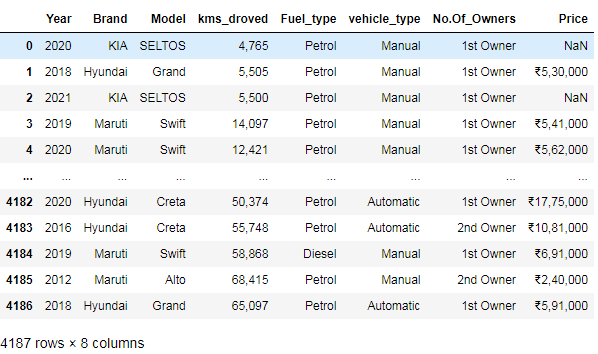 Year Brand Model kms_droved Fuel_type vehicle_type No.Of_Owners Price
0 2020 KIA SELTOS 4,765 Petrol Manual 1st Owner NaN
1 2018 Hyundai Grand 5,505 Petrol Manual 1st Owner ₹5,30,000
2 2021 KIA SELTOS 5,500 Petrol Manual 1st Owner NaN
3 2019 Maruti Swift 14,097 Petrol Manual 1st Owner ₹5,41,000
4 2020 Maruti Swift 12,421 Petrol Manual 1st Owner ₹5,62,000
... ... ... ... ... ... ... ... ...
4182 2020 Hyundai Creta 50,374 Petrol Automatic 1st Owner ₹17,75,000
4183 2016 Hyundai Creta 55,748 Petrol Automatic 2nd Owner ₹10,81,000
4184 2019 Maruti Swift 58,868 Diesel Manual 1st Owner ₹6,91,000
4185 2012 Maruti Alto 68,415 Petrol Manual 2nd Owner ₹2,40,000
4186 2018 Hyundai Grand 65,097 Petrol Automatic 1st Owner ₹5,91,000
4187 rows × 8 columns